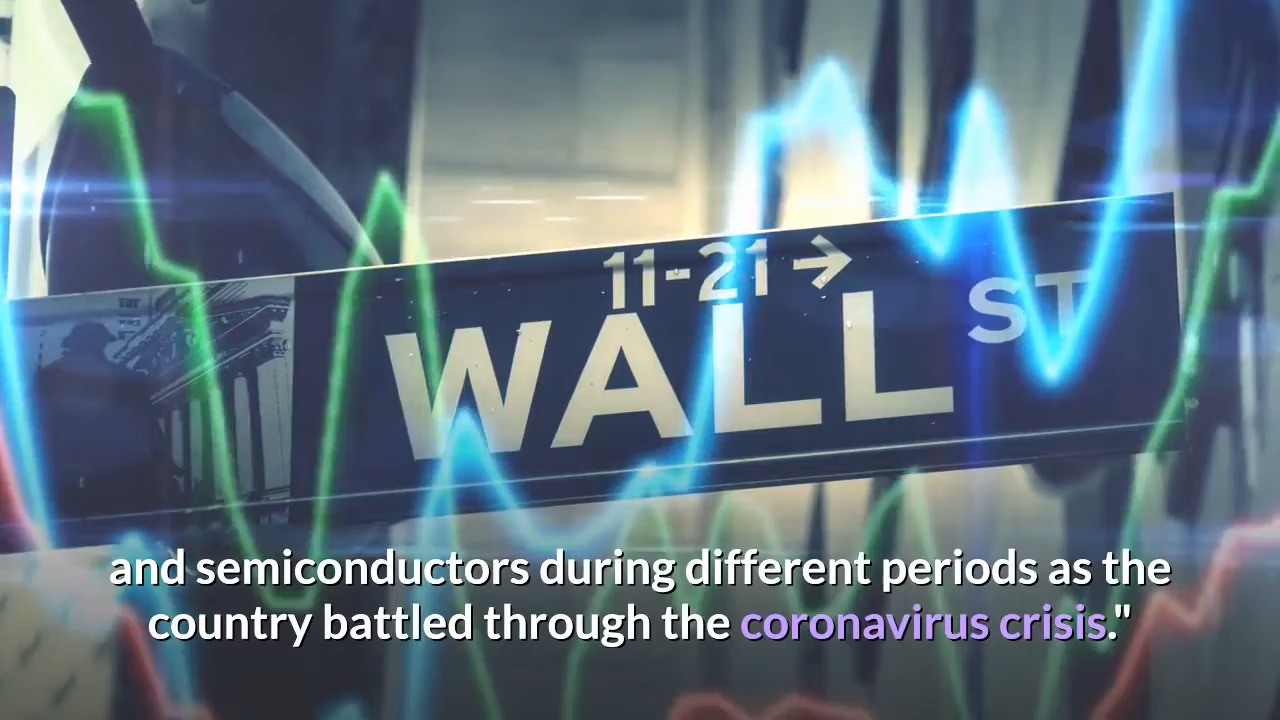 11-21 →
WALL ST
and semiconductors during different periods as the
country battled through the coronavirus crisis."